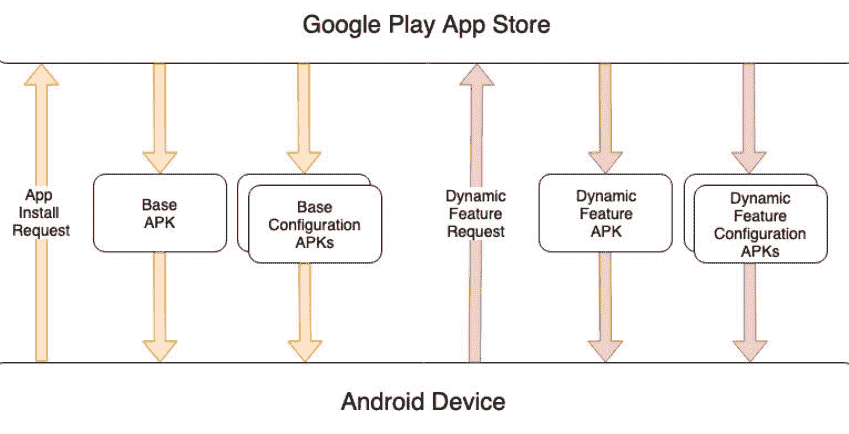 Google Play App Store
App
Install
Request
Base
APK
Base
Configuration
APKs
Dynamic
Feature
Request
Dynamic
Feature
APK
Dynamic
Feature
Configuration
APKs
Android Device